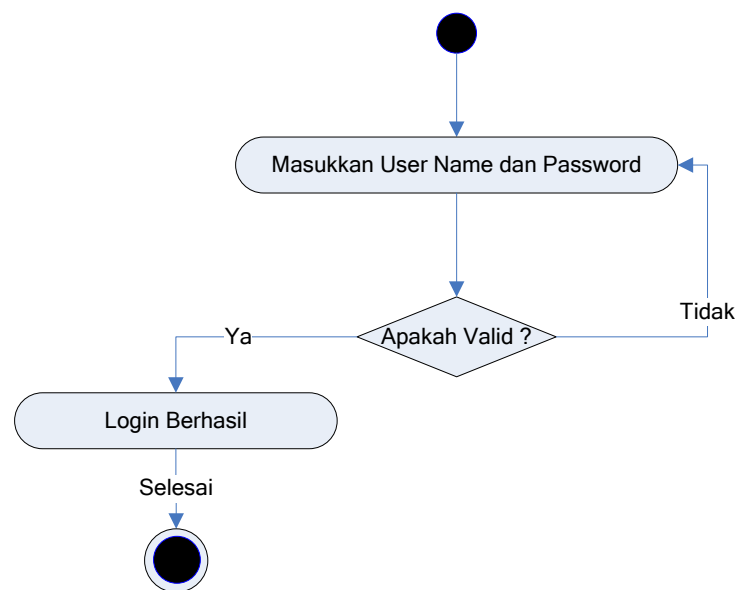 Masukkan User Name dan Password
Tidak
Apakah Valid ?
Ya
Login Berhasil
Selesai